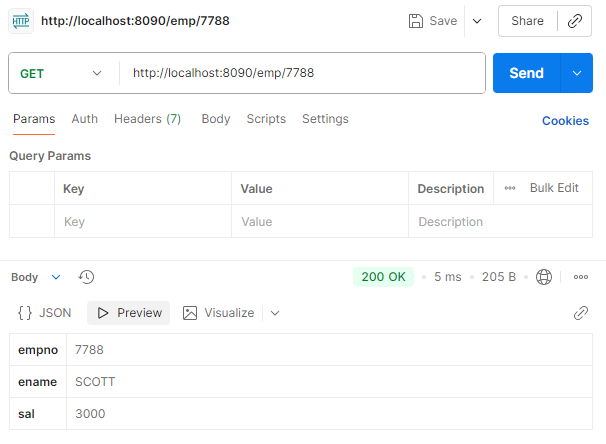 HTTP http://localhost:8090/emp/7788 Save Share
GET http://localhost:8090/emp/7788 Send
Params Auth Headers (7) Body Scripts Settings Cookies
Query Params
Key Value Description Bulk Edit
Key Value Description
Body 200 OK 5 ms 205 B
{ } JSON Preview Visualize
empno 7788
ename SCOTT
sal 3000